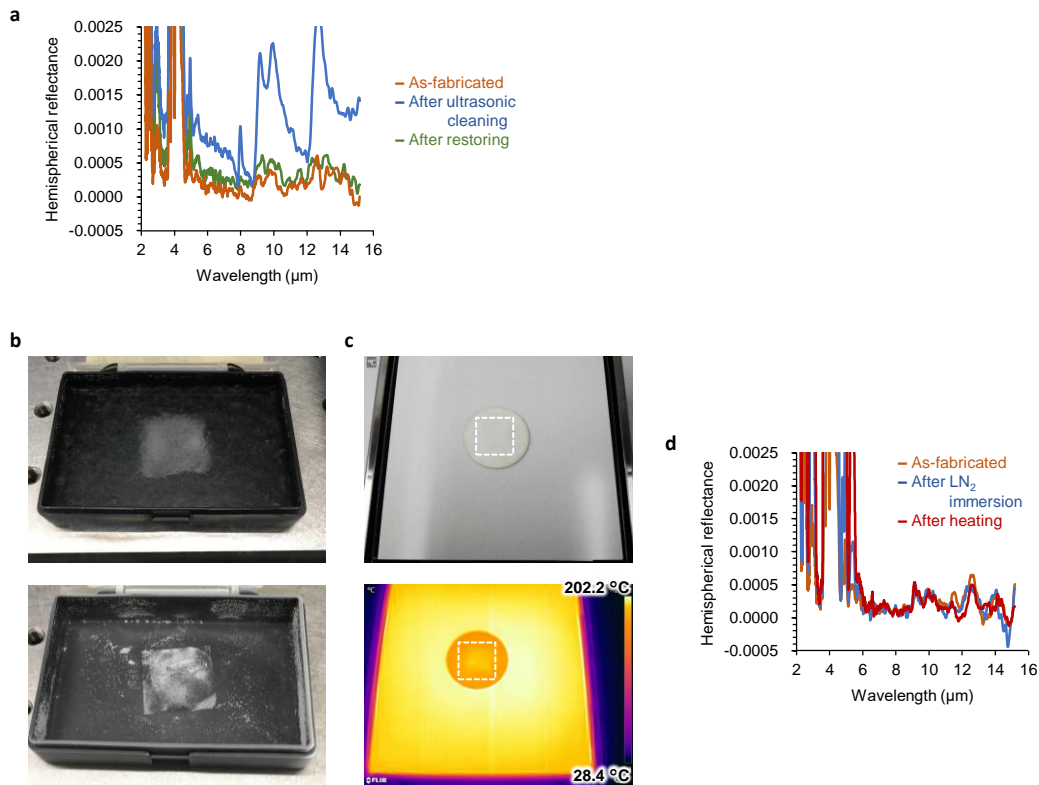 a
Hemispherical reflectance
0.0025
0.0020
0.0015
0.0010
0.0005
0.0000
-0.0005
2 4 6 8 10 12 14 16
Wavelength (µm)
As-fabricated
After ultrasonic
cleaning
After restoring
b
c
°C
°C
202.2 °C
28.4 °C
FLIR
d
Hemispherical reflectance
0.0025
0.0020
0.0015
0.0010
0.0005
0.0000
-0.0005
2 4 6 8 10 12 14 16
Wavelength (µm)
As-fabricated
After LN₂
immersion
After heating